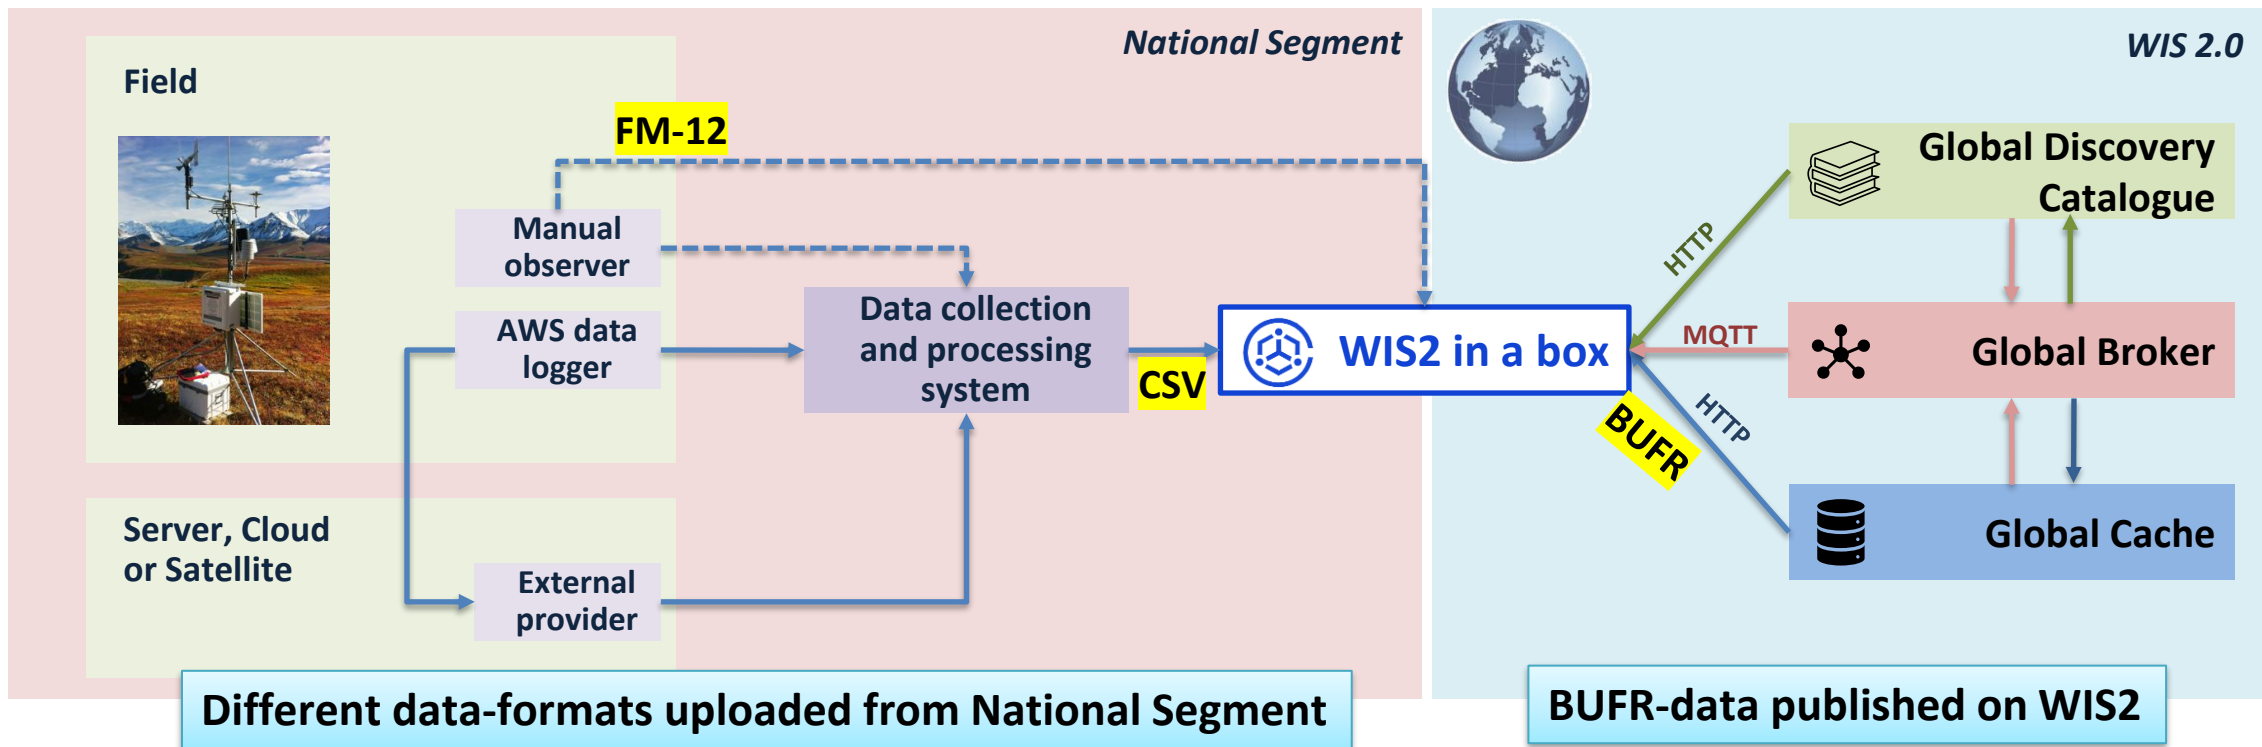 National Segment
WIS 2.0
Field
FM-12
Manual
observer
AWS data
logger
Data collection
and processing
system
CSV
WIS2 in a box
HTTP
MQTT
HTTP
BUFR
Global Discovery
Catalogue
Global Broker
Global Cache
Server, Cloud
or Satellite
External
provider
Different data-formats uploaded from National Segment
BUFR-data published on WIS2